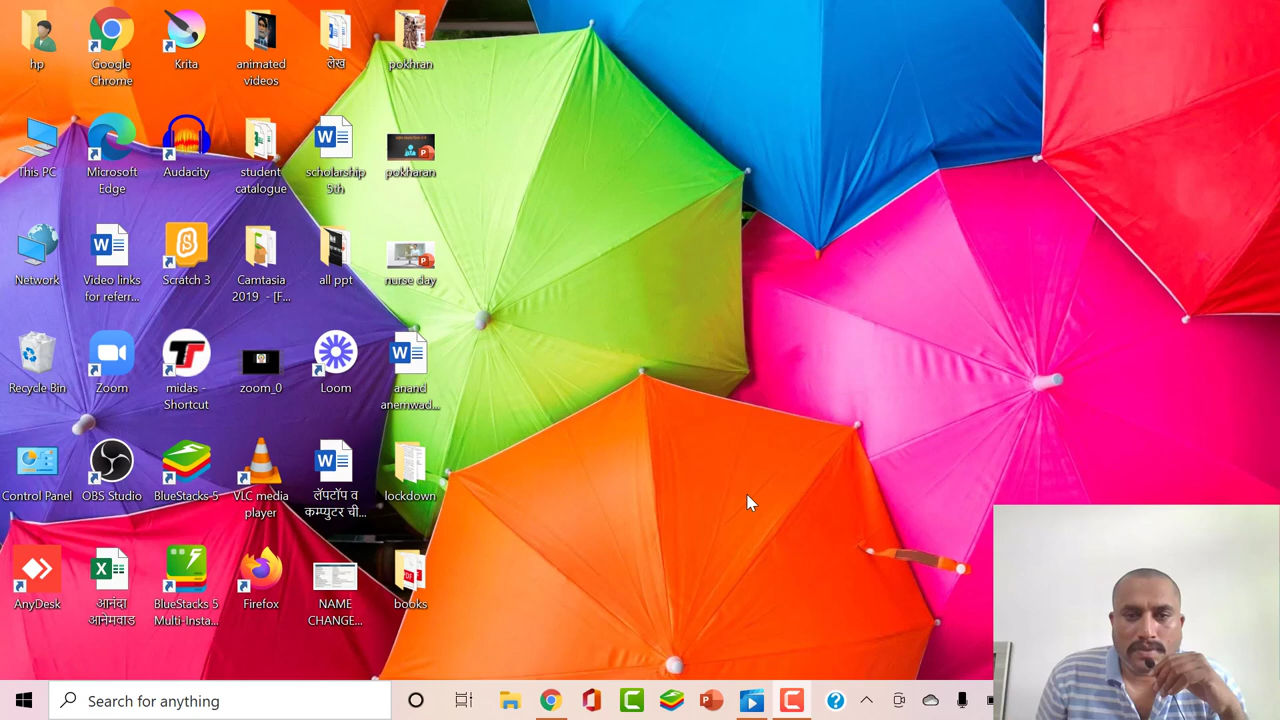 hp
Google
Chrome
Krita
animated
videos
लेख
pokhran
This PC
Microsoft
Edge
Audacity
student
catalogue
scholarship
5th
pokharan
Network
Video links
for referr...
Scratch 3
Camtasia
2019 - [F...
all ppt
nurse day
Recycle Bin
Zoom
midas -
Shortcut
zoom_0
Loom
anand
anemwad...
Control Panel
OBS Studio
BlueStacks 5
VLC media
player
लॅपटॉप व
कम्प्युटर ची...
lockdown
AnyDesk
आनंदा
आनेमवाड
BlueStacks 5
Multi-Insta...
Firefox
NAME
CHANGE...
books
Search for anything